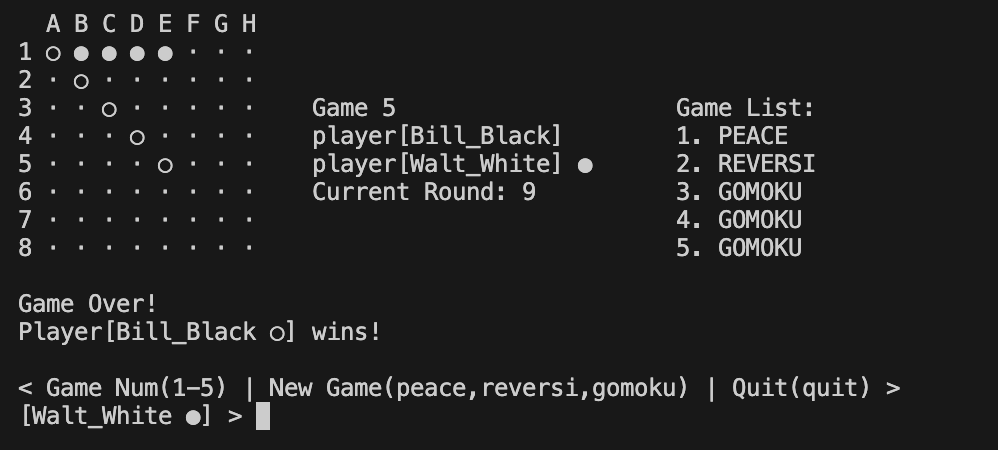 A B C D E F G H
1 ○ ● ● ● ● · · ·
2 · ○ · · · · · ·
3 · · ○ · · · · ·    Game 5    Game List:
4 · · · ○ · · · ·    player[Bill_Black]    1. PEACE
5 · · · · ○ · · ·    player[Walt_White] ●    2. REVERSI
6 · · · · · · · ·    Current Round: 9    3. GOMOKU
7 · · · · · · · ·    4. GOMOKU
8 · · · · · · · ·    5. GOMOKU
Game Over!
Player[Bill_Black ○] wins!
< Game Num(1-5) | New Game(peace,reversi,gomoku) | Quit(quit) >
[Walt_White ●] >